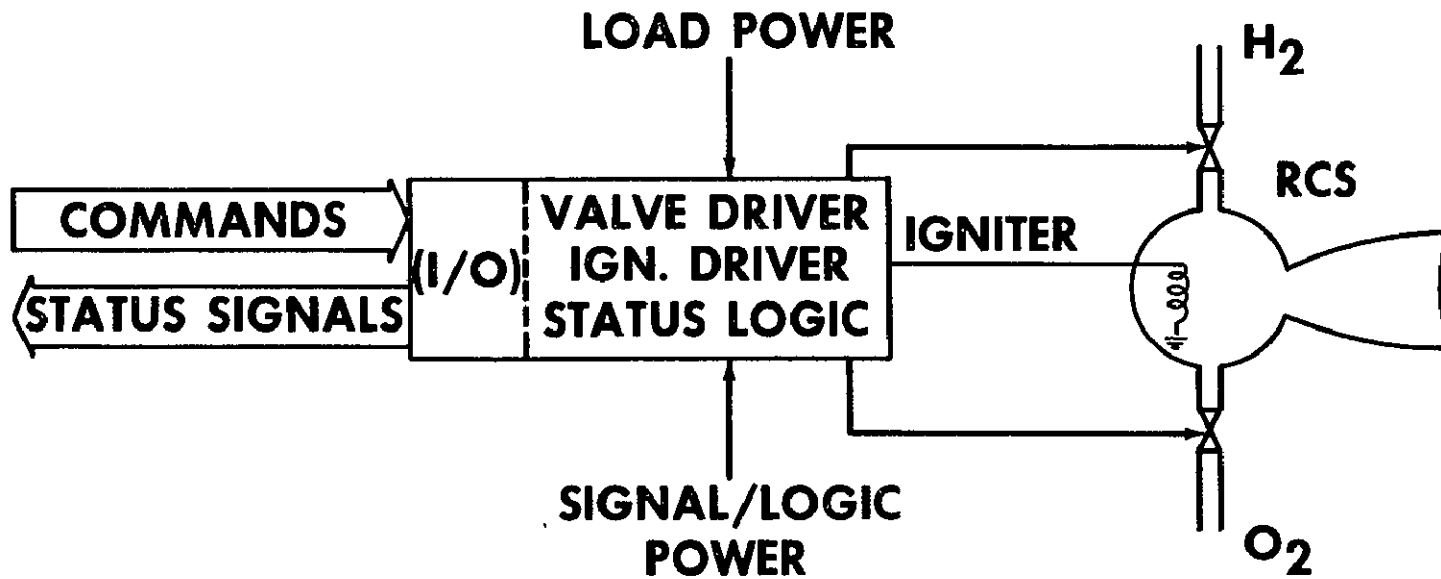 LOAD POWER
H2
RCS
COMMANDS
(I/O)
VALVE DRIVER
IGN. DRIVER
STATUS LOGIC
IGNITER
STATUS SIGNALS
SIGNAL/LOGIC
POWER
O2